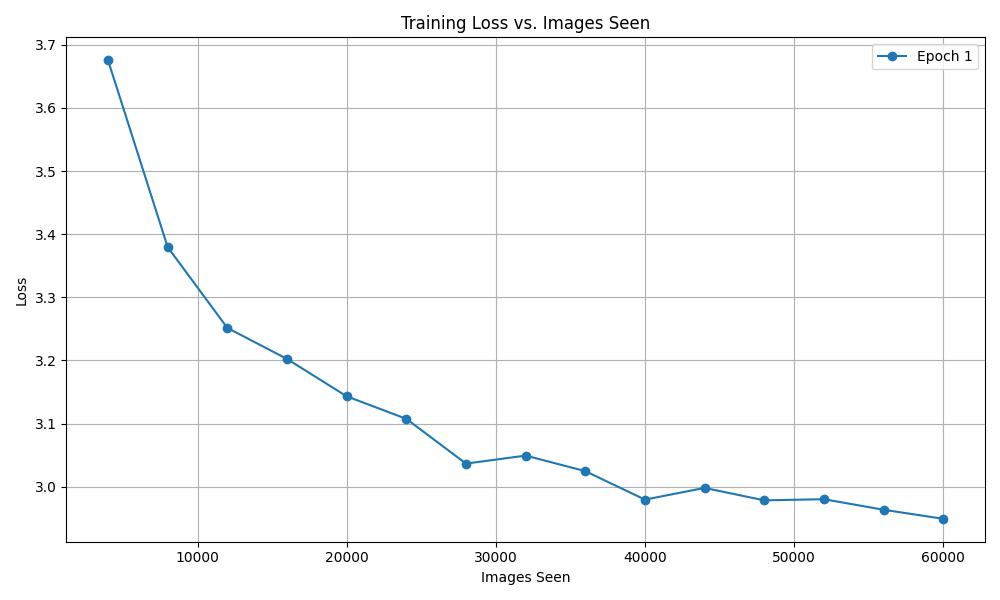 Training Loss vs. Images Seen
Epoch 1
Loss
3.7
3.6
3.5
3.4
3.3
3.2
3.1
3.0
10000 20000 30000 40000 50000 60000
Images Seen